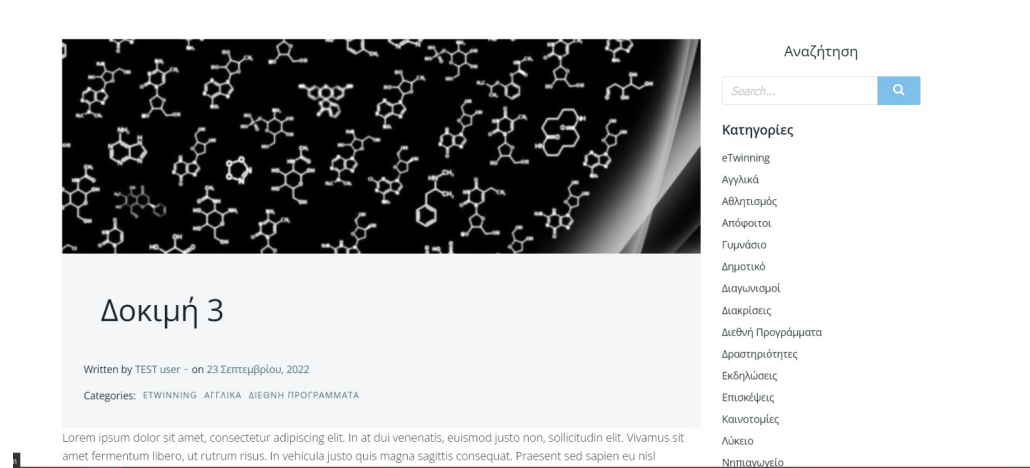 Αναζήτηση
Search...
Κατηγορίες
eTwinning
Αγγλικά
Αθλητισμός
Απόφοιτοι
Γυμνάσιο
Δημοτικό
Διαγωνισμοί
Διακρίσεις
Διεθνή Προγράμματα
Δραστηριότητες
Εκδηλώσεις
Επισκέψεις
Καινοτομίες
Λύκειο
Νηπιαγωγείο
Δοκιμή 3
Written by TEST user - on 23 Σεπτεμβρίου, 2022
Categories: ETWINNING ΑΓΓΛΙΚΑ ΔΙΕΘΝΗ ΠΡΟΓΡΑΜΜΑΤΑ
Lorem ipsum dolor sit amet, consectetur adipiscing elit. In at dui venenatis, euismod justo non, sollicitudin elit. Vivamus sit
amet fermentum libero, ut rutrum risus. In vehicula justo quis magna sagittis consequat. Praesent sed sapien eu nisl